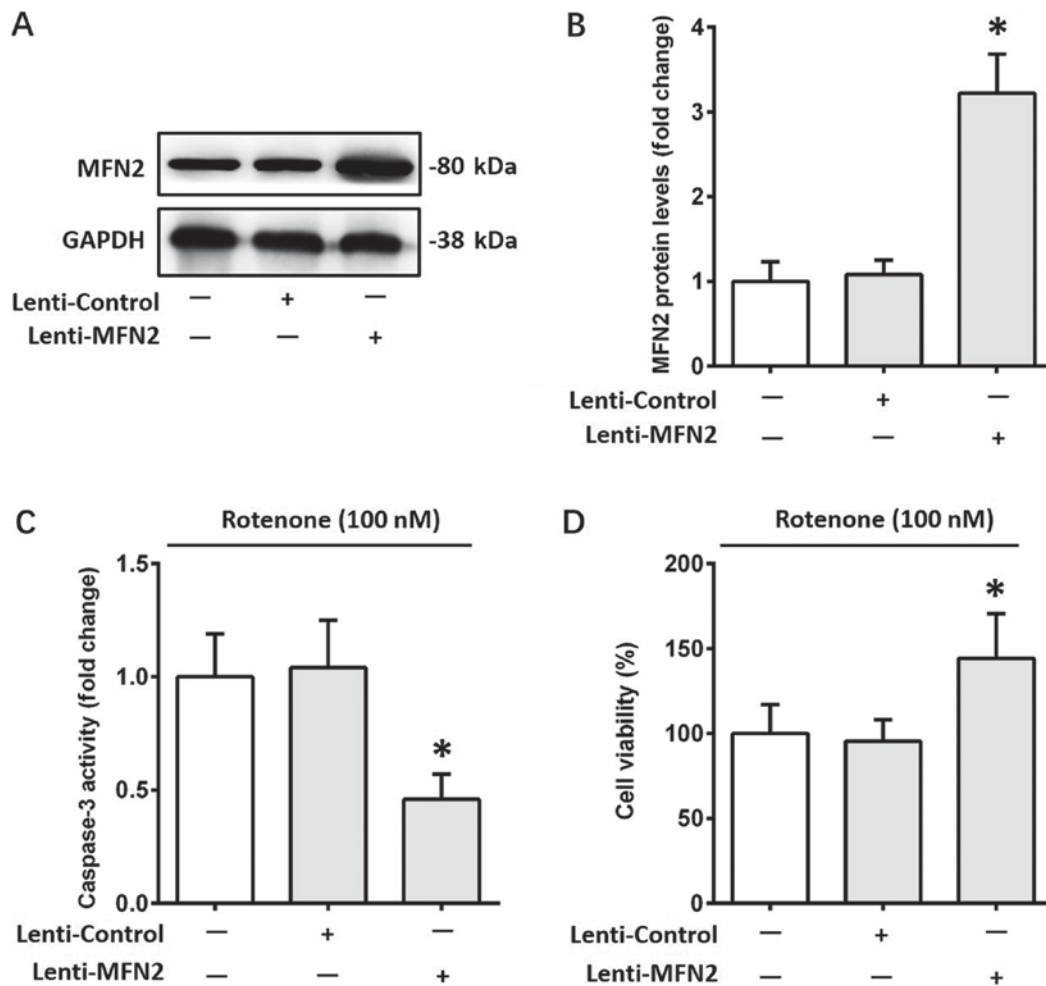 A
MFN2
-80 kDa
GAPDH
-38 kDa
Lenti-Control — + —
Lenti-MFN2 — — +
B
MFN2 protein levels (fold change)
4
3
2
1
0
*
Lenti-Control — + —
Lenti-MFN2 — — +
C
Rotenone (100 nM)
Caspase-3 activity (fold change)
1.5
1.0
0.5
0.0
*
Lenti-Control — + —
Lenti-MFN2 — — +
D
Rotenone (100 nM)
Cell viability (%)
200
150
100
50
0
*
Lenti-Control — + —
Lenti-MFN2 — — +